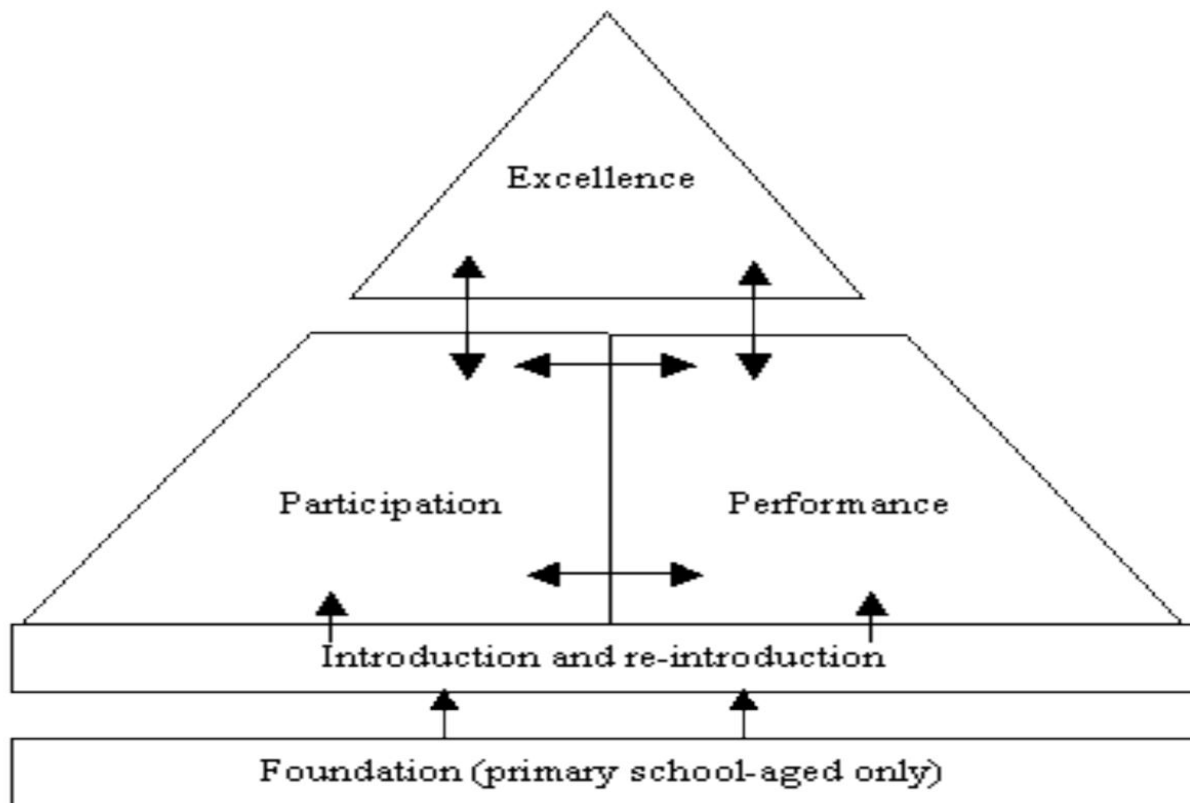 Excellence
Participation
Performance
Introduction and re-introduction
Foundation (primary school-aged only)